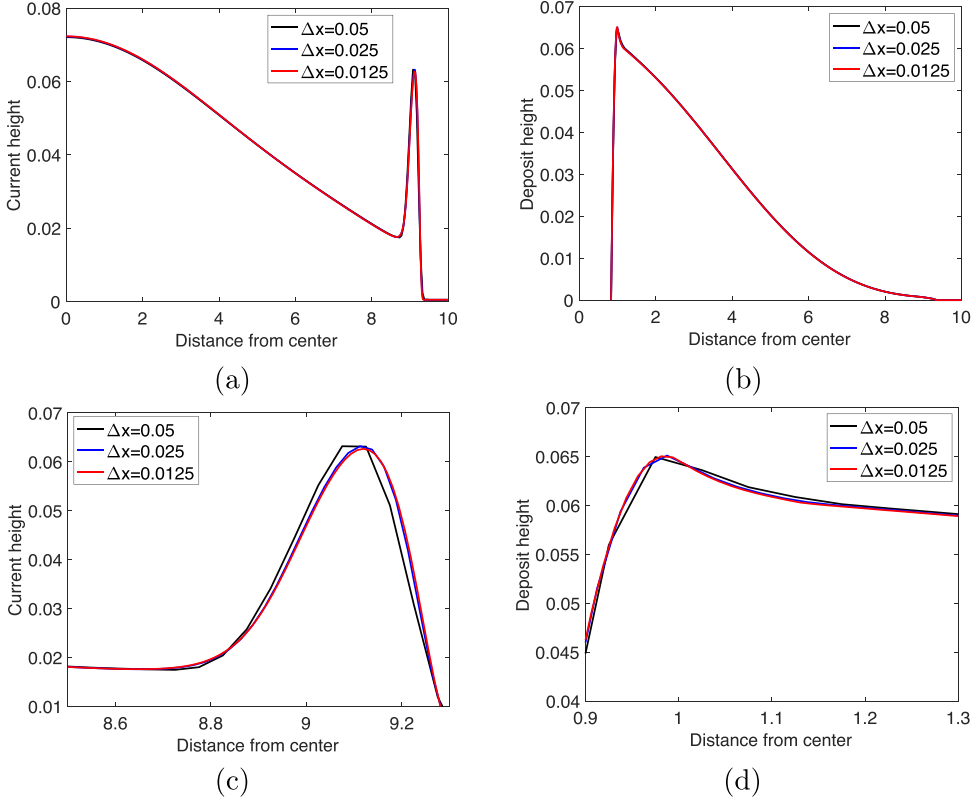 0.08
0.06
0.04
0.02
0
Current height
Δx=0.05
Δx=0.025
Δx=0.0125
0 2 4 6 8 10
Distance from center
(a)
0.07
0.06
0.05
0.04
0.03
0.02
0.01
0
Deposit height
Δx=0.05
Δx=0.025
Δx=0.0125
0 2 4 6 8 10
Distance from center
(b)
0.07
0.06
0.05
0.04
0.03
0.02
0.01
Current height
Δx=0.05
Δx=0.025
Δx=0.0125
8.6 8.8 9 9.2
Distance from center
(c)
0.07
0.065
0.06
0.055
0.05
0.045
0.04
Deposit height
Δx=0.05
Δx=0.025
Δx=0.0125
0.9 1 1.1 1.2 1.3
Distance from center
(d)